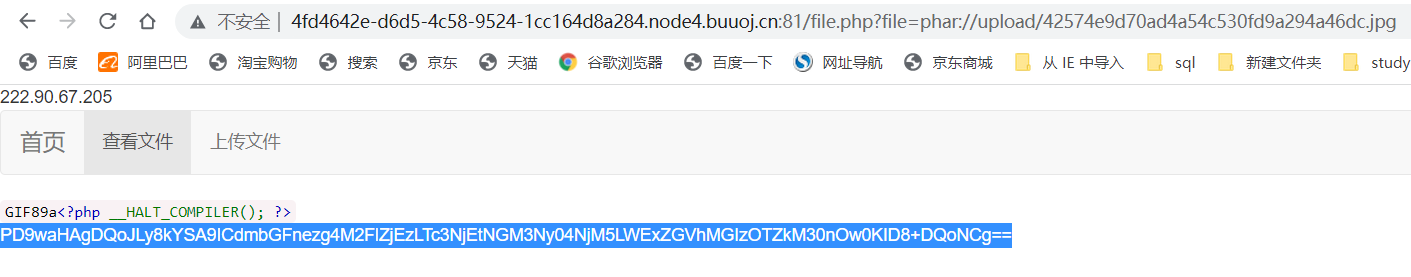 不安全 | 4fd4642e-d6d5-4c58-9524-1cc164d8a284.node4.buuoj.cn:81/file.php?file=phar://upload/42574e9d70ad4a54c530fd9a294a46dc.jpg
百度 阿里巴巴 淘宝购物 搜索 京东 天猫 谷歌浏览器 百度一下 网址导航 京东商城 从 IE 中导入 sql 新建文件夹 study
222.90.67.205
首页 查看文件 上传文件
GIF89a<?php __HALT_COMPILER(); ?>
PD9waHAgDQoJLy8kYSA9ICdmbGFnezg4M2FlZjEzLTc3NjEtNGM3Ny04NjM5LWExZGVhMGIzOTZkM30nOw0KID8+DQoNCg==